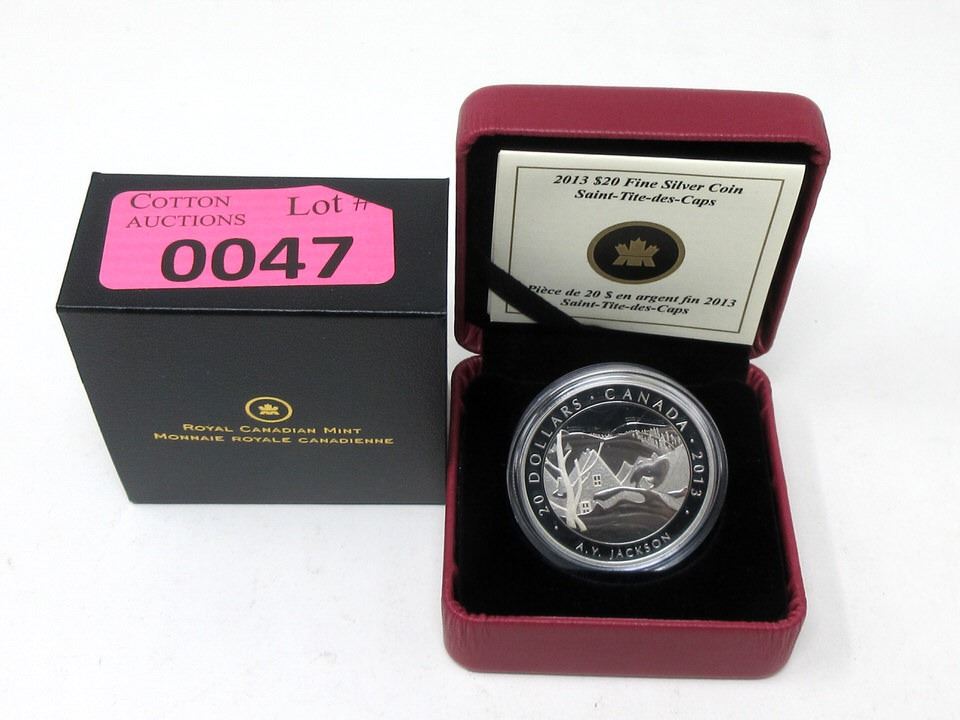 COTTON AUCTIONS Lot #
0047
ROYAL CANADIAN MINT
MONNAIE ROYALE CANADIENNE
2013 $20 Fine Silver Coin
Saint-Tite-des-Caps
Pièce de 20 $ en argent fin 2013
Saint-Tite-des-Caps
20 DOLLARS · CANADA · 2013 ·
A.Y. JACKSON